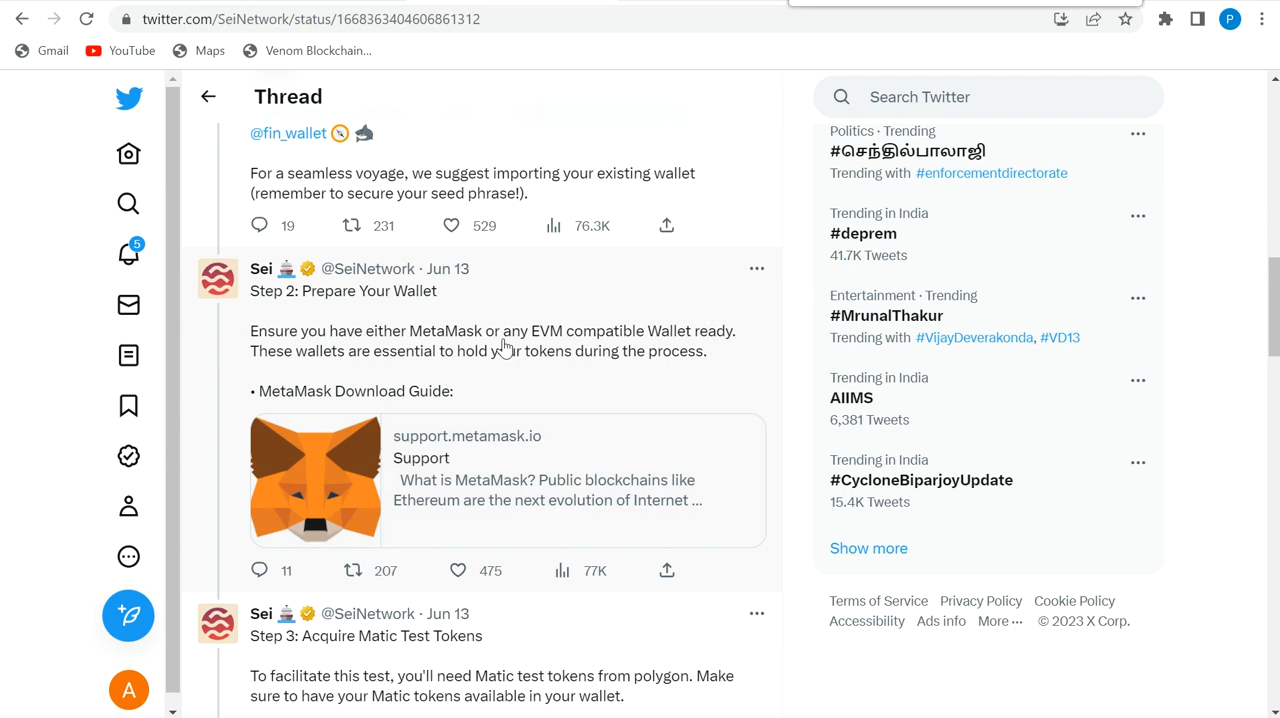 twitter.com/SeiNetwork/status/1668363404606861312
P
Gmail YouTube Maps Venom Blockchain...
Thread
@fin_wallet
For a seamless voyage, we suggest importing your existing wallet
(remember to secure your seed phrase!).
19 231 529 76.3K
Sei @SeiNetwork · Jun 13
Step 2: Prepare Your Wallet
Ensure you have either MetaMask or any EVM compatible Wallet ready.
These wallets are essential to hold your tokens during the process.
• MetaMask Download Guide:
support.metamask.io
Support
What is MetaMask? Public blockchains like
Ethereum are the next evolution of Internet ...
11 207 475 77K
Sei @SeiNetwork · Jun 13
Step 3: Acquire Matic Test Tokens
To facilitate this test, you'll need Matic test tokens from polygon. Make
sure to have your Matic tokens available in your wallet.
5
A
Search Twitter
Politics · Trending
#செந்தில்பாலாஜி
Trending with #enforcementdirectorate
Trending in India
#deprem
41.7K Tweets
Entertainment · Trending
#MrunalThakur
Trending with #VijayDeverakonda, #VD13
Trending in India
AIIMS
6,381 Tweets
Trending in India
#CycloneBiparjoyUpdate
15.4K Tweets
Show more
Terms of Service Privacy Policy Cookie Policy
Accessibility Ads info More ··· © 2023 X Corp.